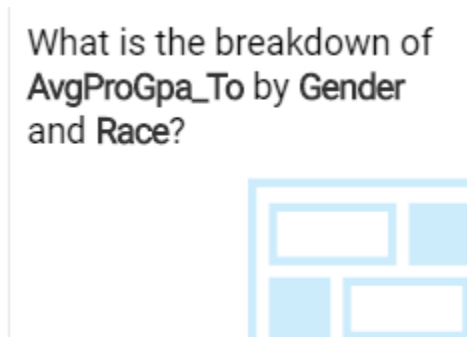 What is the breakdown of
AvgProGpa_To by Gender
and Race?